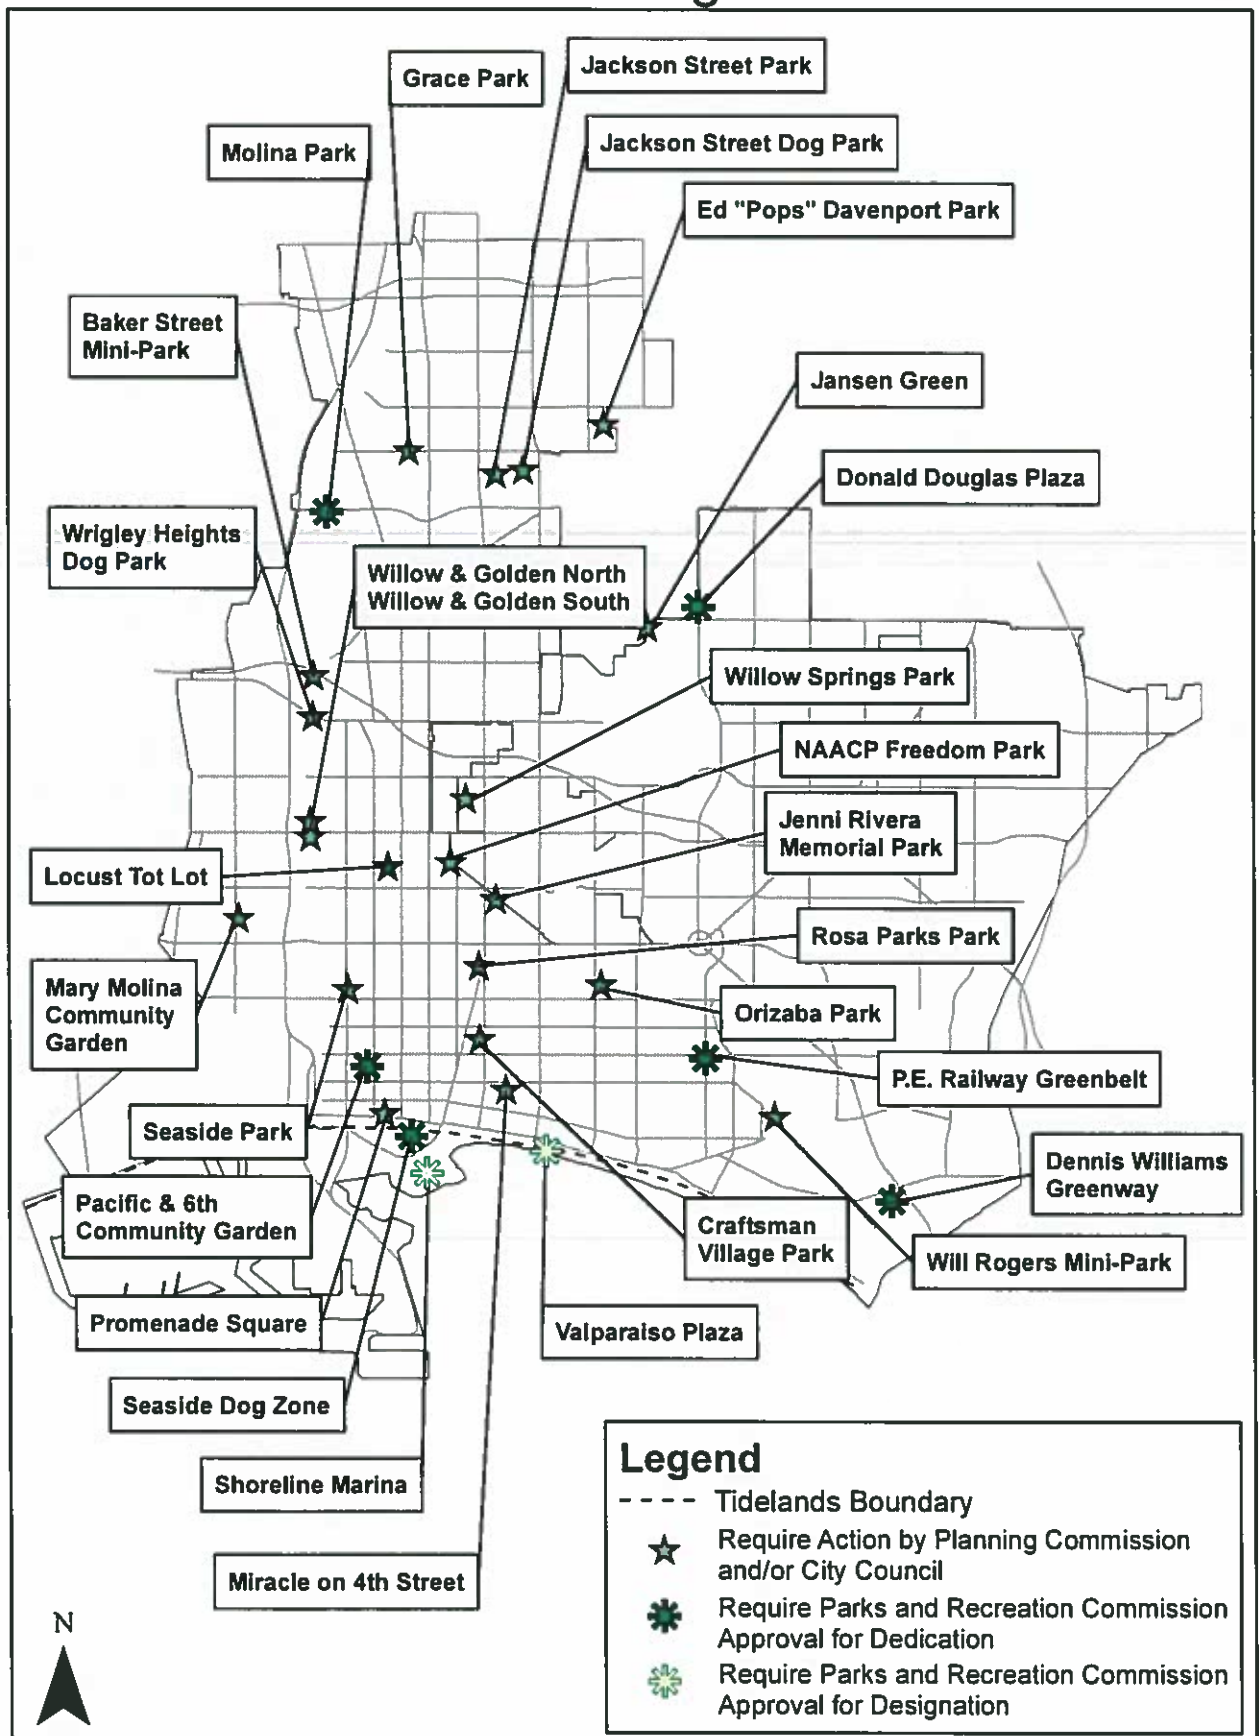 Grace Park
Jackson Street Park
Molina Park
Jackson Street Dog Park
Ed "Pops" Davenport Park
Baker Street
Mini-Park
Jansen Green
Donald Douglas Plaza
Wrigley Heights
Dog Park
Willow & Golden North
Willow & Golden South
Willow Springs Park
NAACP Freedom Park
Jenni Rivera
Memorial Park
Locust Tot Lot
Rosa Parks Park
Mary Molina
Community
Garden
Orizaba Park
P.E. Railway Greenbelt
Seaside Park
Dennis Williams
Greenway
Pacific & 6th
Community Garden
Craftsman
Village Park
Will Rogers Mini-Park
Promenade Square
Valparaiso Plaza
Seaside Dog Zone
Shoreline Marina
Miracle on 4th Street
N
Legend
Tidelands Boundary
Require Action by Planning Commission
and/or City Council
Require Parks and Recreation Commission
Approval for Dedication
Require Parks and Recreation Commission
Approval for Designation